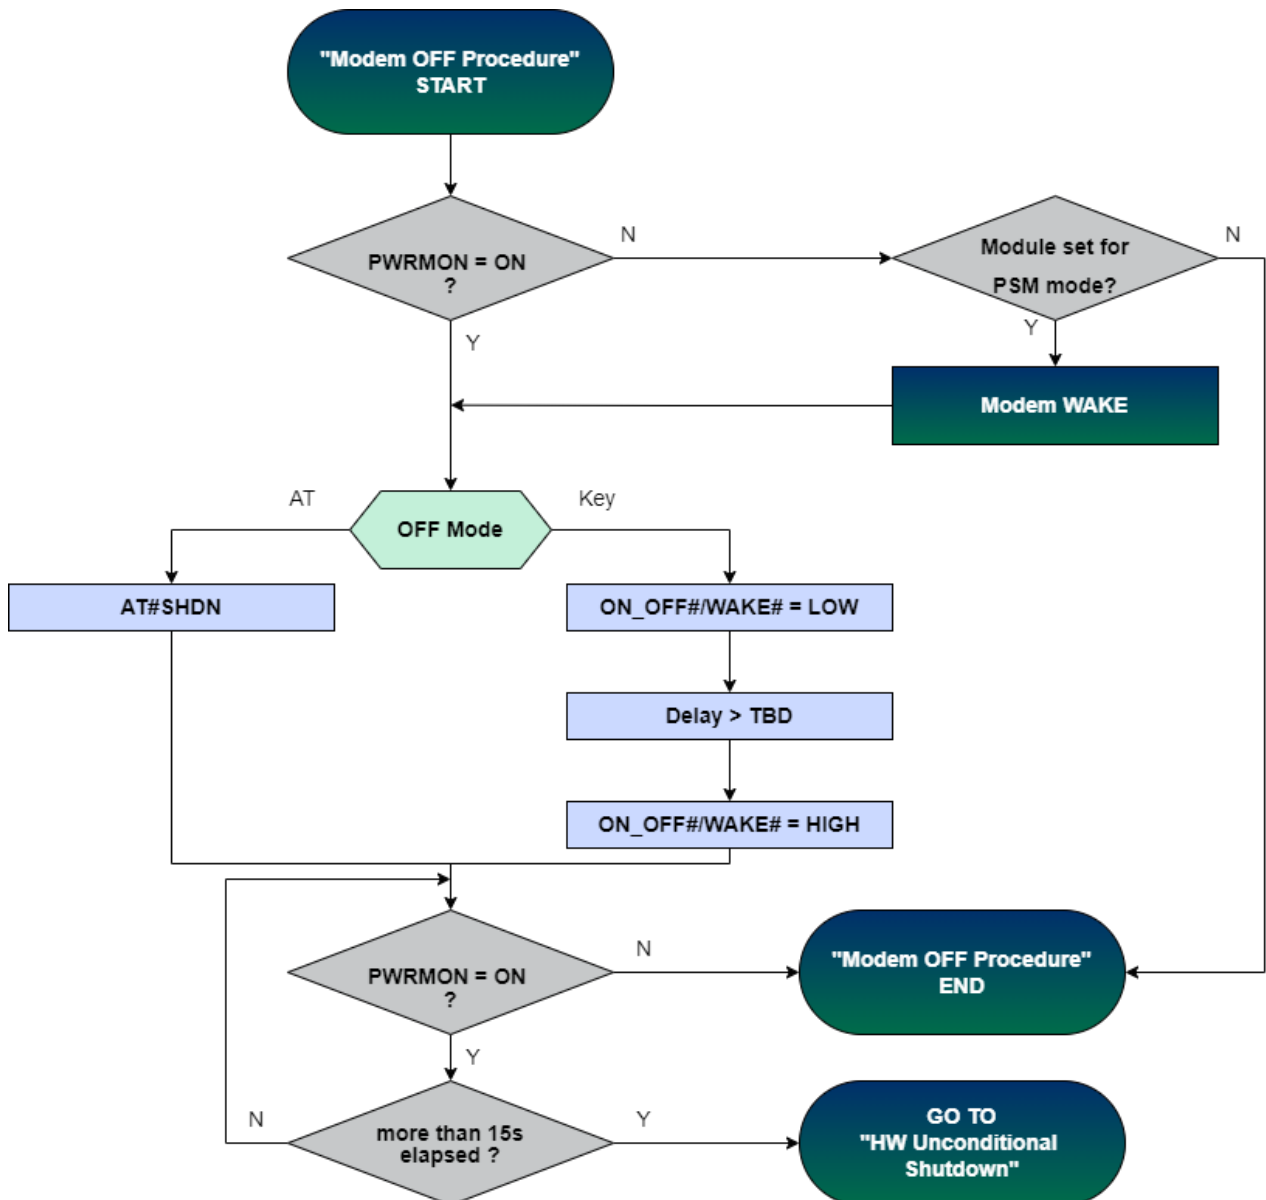 "Modem OFF Procedure"
START
PWRMON = ON
?
N
Module set for
PSM mode?
N
Y
Y
Modem WAKE
AT
OFF Mode
Key
AT#SHDN
ON_OFF#/WAKE# = LOW
Delay > TBD
ON_OFF#/WAKE# = HIGH
PWRMON = ON
?
N
"Modem OFF Procedure"
END
Y
N
more than 15s
elapsed ?
Y
GO TO
"HW Unconditional
Shutdown"